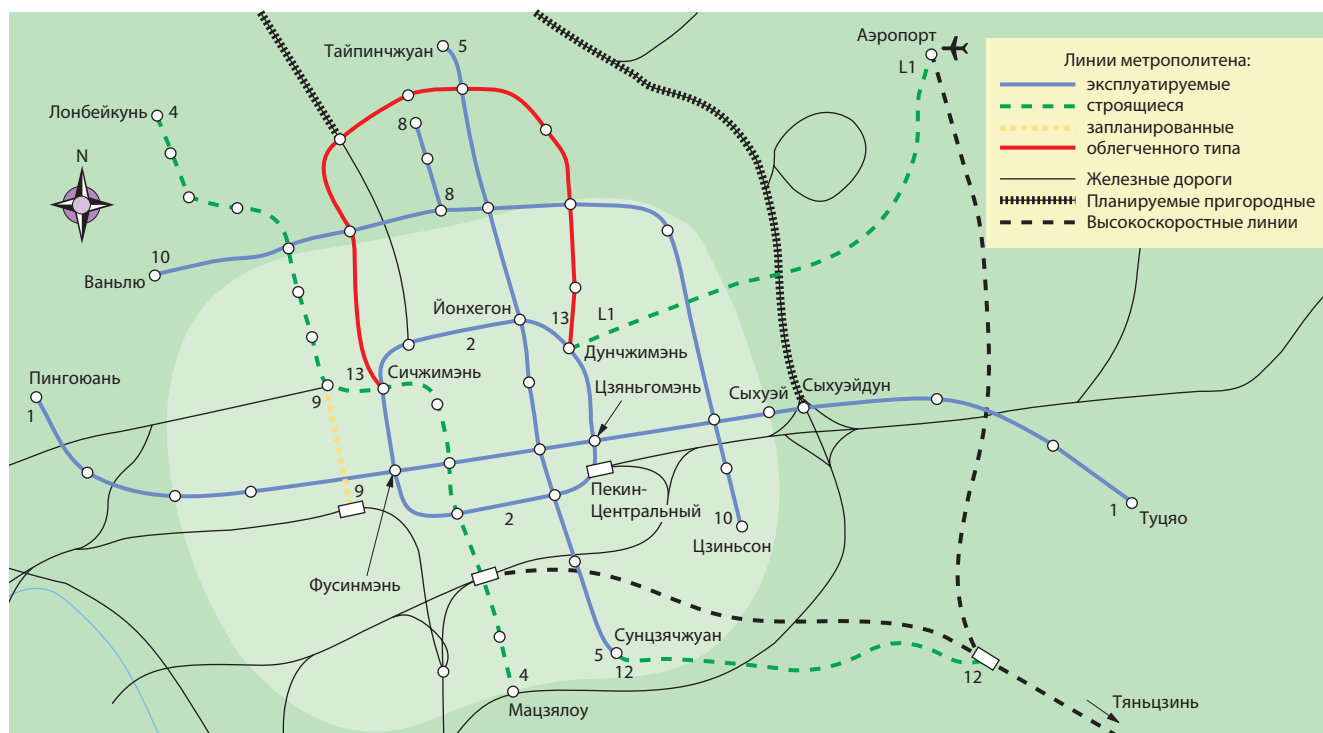 Тайпинчжуан
5
Аэропорт
L1
Линии метрополитена:
эксплуатируемые
строящиеся
запланированные
облегченного типа
Железные дороги
Планируемые пригородные
Высокоскоростные линии
Лонбейкунь
4
8
N
8
10
Ваньлю
Йонхегон
13
L1
2
Дунчжимэнь
13
Сичжимэнь
Пингоюань
1
9
Цзяньгомэнь
Сыхуэй
Сыхуэйдун
9
2
Пекин-
Центральный
10
Цзиньсон
1
Туцяо
Фусинмэнь
Сунцзячжуан
5
12
12
4
Мацзялоу
Тяньцзинь